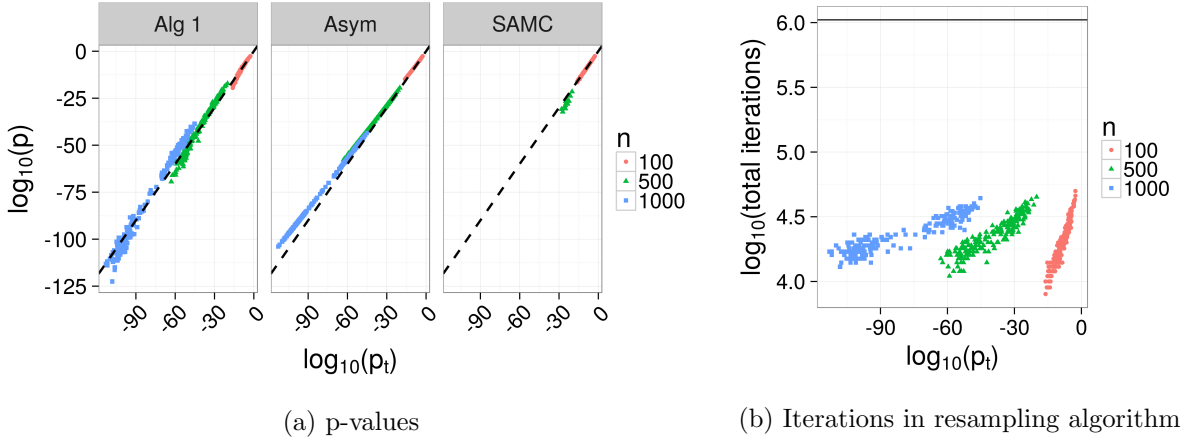 Alg 1 Asym SAMC
log10(p)
0
-25
-50
-75
-100
-125
-90 -60 -30 0 -90 -60 -30 0 -90 -60 -30 0
log10(pt)
n
100
500
1000
(a) p-values
log10(total iterations)
6.0
5.5
5.0
4.5
4.0
-90 -60 -30 0
log10(pt)
n
100
500
1000
(b) Iterations in resampling algorithm